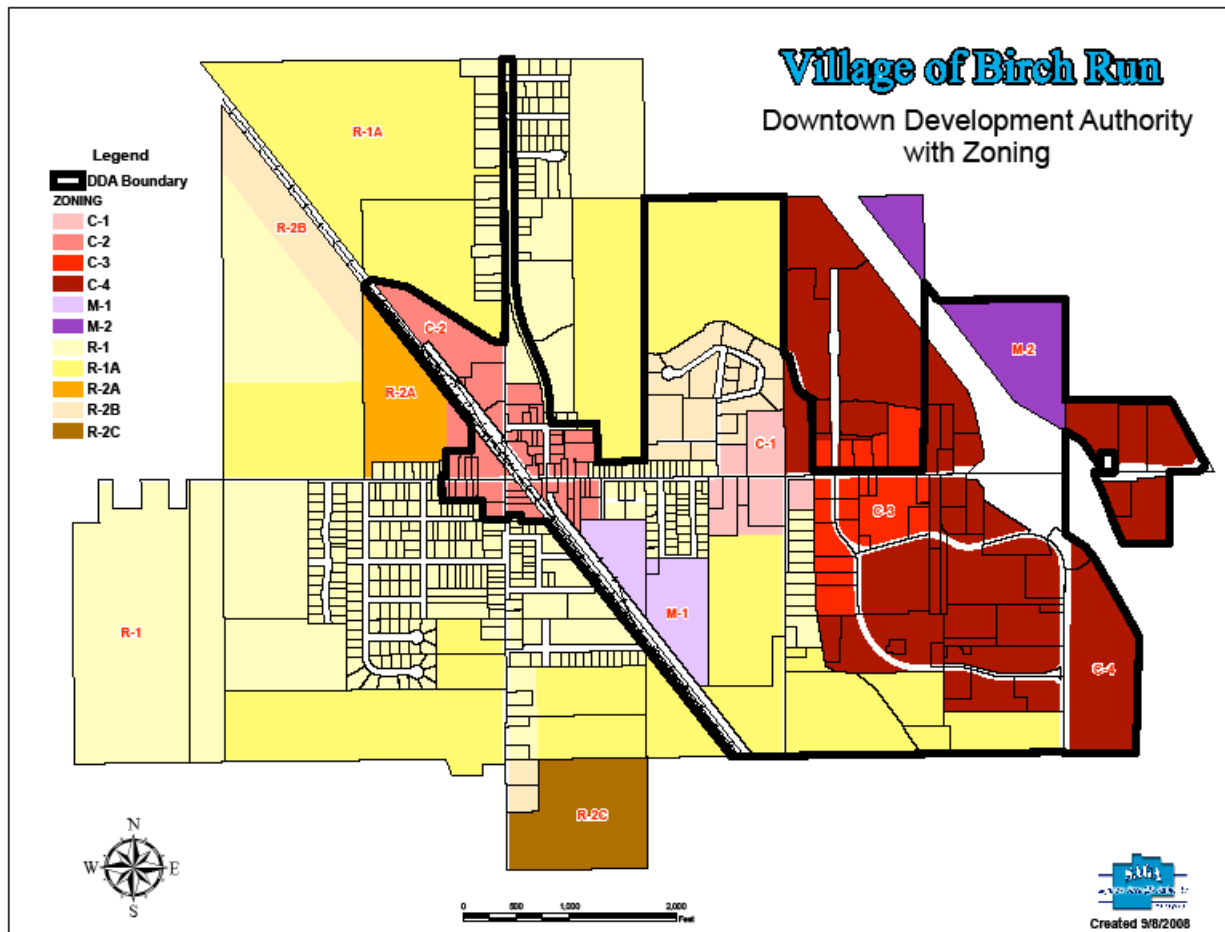 Village of Birch Run
Downtown Development Authority
with Zoning
Legend
DDA Boundary
ZONING
C-1
C-2
C-3
C-4
M-1
M-2
R-1
R-1A
R-2A
R-2B
R-2C
R-1A
R-2B
C-2
R-2A
M-2
C-1
C-3
M-1
R-1
C-4
R-2C
N
W E
S
0 500 1,000 2,000
Feet
Created 9/8/2008